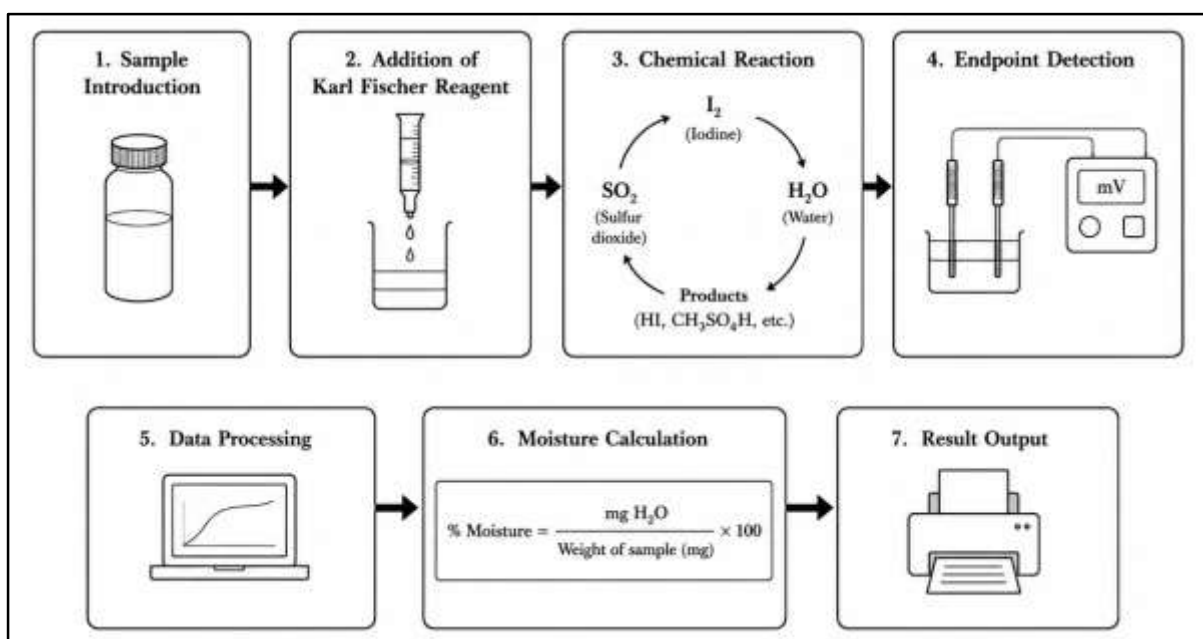 1. Sample
Introduction
2. Addition of
Karl Fischer Reagent
3. Chemical Reaction
I₂
(Iodine)
SO₂
(Sulfur
dioxide)
H₂O
(Water)
Products
(HI, CH₃SO₄H, etc.)
4. Endpoint Detection
mV
5. Data Processing
6. Moisture Calculation
% Moisture = mg H₂O / Weight of sample (mg) × 100
7. Result Output